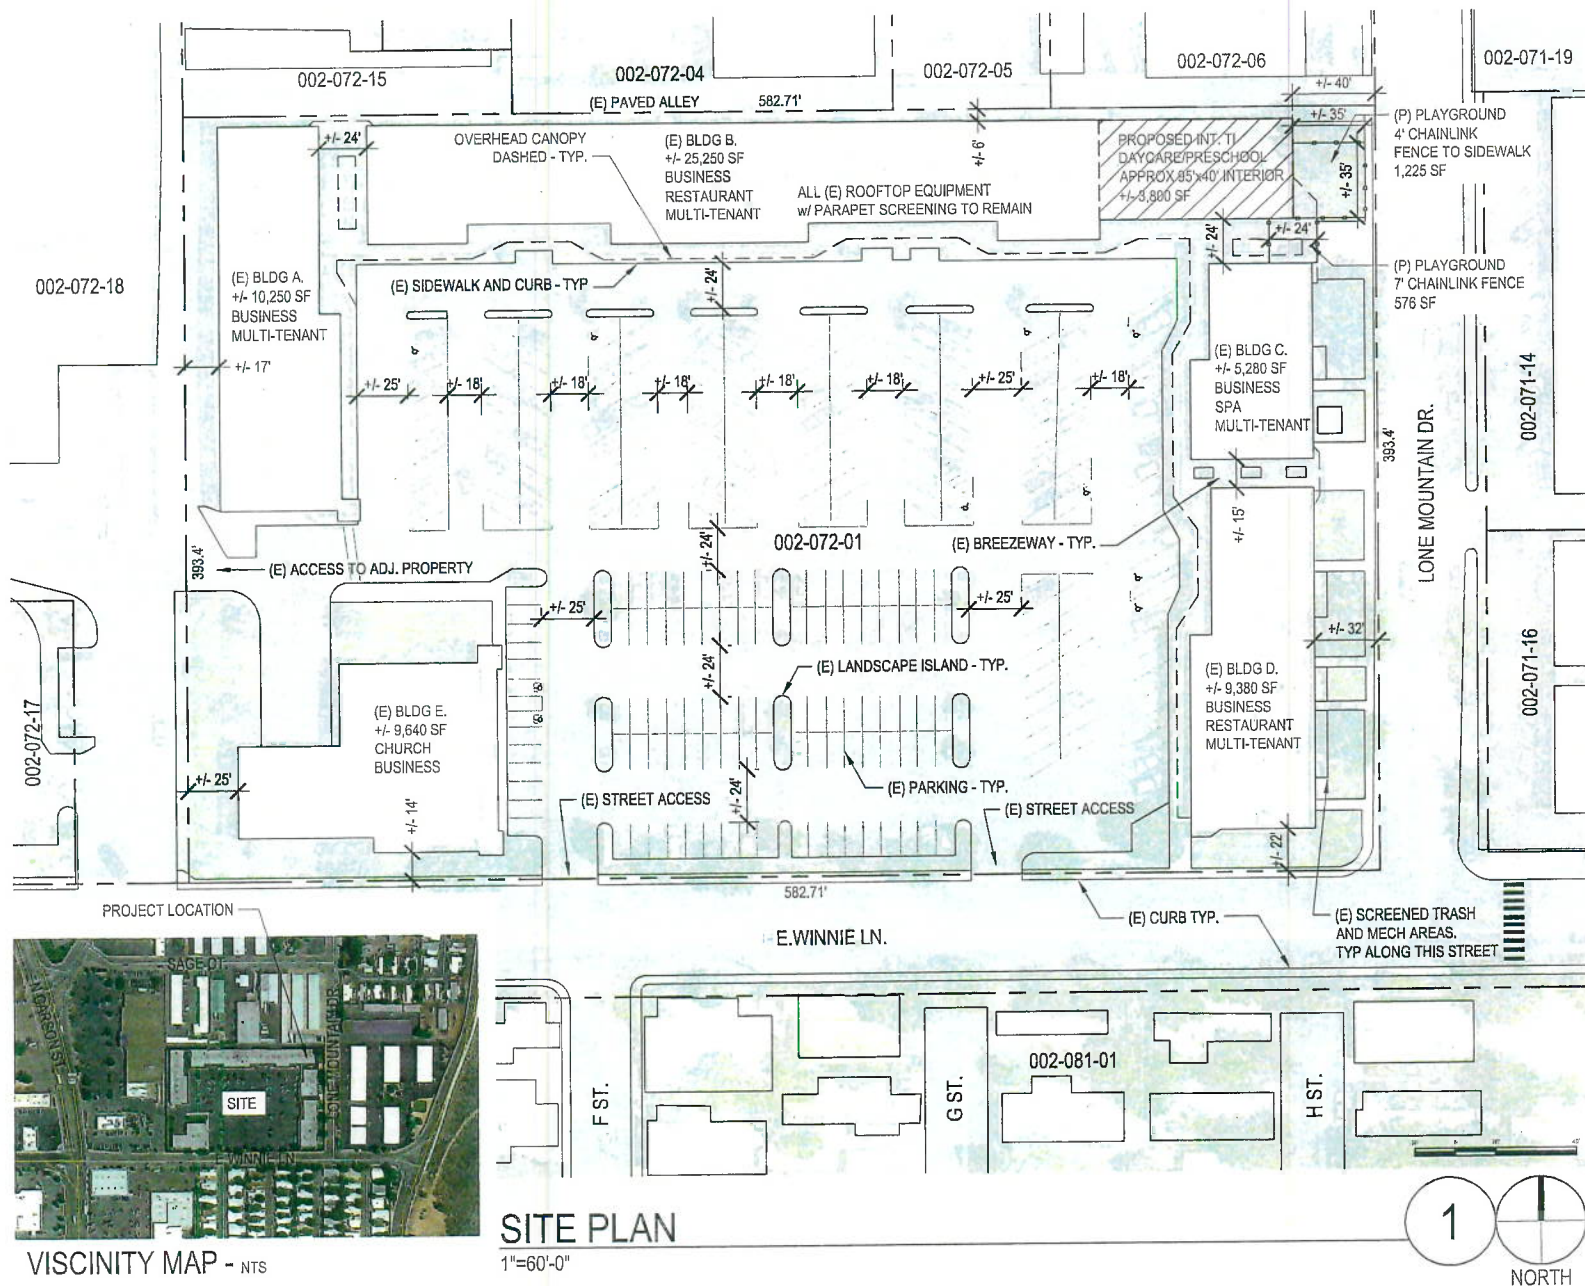 002-072-15
002-072-04
002-072-05
002-072-06
002-071-19
(E) PAVED ALLEY 582.71'
+/- 40'
+/- 35'
(P) PLAYGROUND
4' CHAINLINK
FENCE TO SIDEWALK
1,225 SF
+/- 24'
OVERHEAD CANOPY
DASHED - TYP.
(E) BLDG B.
+/- 25,250 SF
BUSINESS
RESTAURANT
MULTI-TENANT
ALL (E) ROOFTOP EQUIPMENT
w/ PARAPET SCREENING TO REMAIN
+/- 6'
PROPOSED INT. TI
DAYCARE/PRESCHOOL
APPROX 95'x40' INTERIOR
+/- 3,800 SF
+/- 35'
+/- 24'
+/- 24'
(P) PLAYGROUND
7' CHAINLINK FENCE
576 SF
002-072-18
(E) BLDG A.
+/- 10,250 SF
BUSINESS
MULTI-TENANT
+/- 17'
(E) SIDEWALK AND CURB - TYP
+/- 24'
+/- 25'
+/- 18'
+/- 18'
+/- 18'
+/- 18'
+/- 18'
+/- 25'
+/- 18'
(E) BLDG C.
+/- 5,280 SF
BUSINESS
SPA
MULTI-TENANT
393.4'
LONE MOUNTAIN DR.
002-071-14
+/- 15'
393.4'
(E) ACCESS TO ADJ. PROPERTY
+/- 24'
002-072-01
(E) BREEZEWAY - TYP.
+/- 25'
+/- 25'
+/- 24'
(E) LANDSCAPE ISLAND - TYP.
+/- 32'
002-071-16
(E) BLDG D.
+/- 9,380 SF
BUSINESS
RESTAURANT
MULTI-TENANT
002-072-17
(E) BLDG E.
+/- 9,640 SF
CHURCH
BUSINESS
+/- 25'
+/- 14'
+/- 24'
(E) PARKING - TYP.
(E) STREET ACCESS
(E) STREET ACCESS
+/- 22'
582.71'
(E) CURB TYP.
(E) SCREENED TRASH
AND MECH AREAS.
TYP ALONG THIS STREET
E.WINNIE LN.
PROJECT LOCATION
SAGE CT.
N CARSON ST.
LONE MOUNTAIN DR.
SITE
E WINNIE LN
F ST.
G ST.
002-081-01
H ST.
VISCINITY MAP - NTS
SITE PLAN
1"=60'-0"
1
NORTH